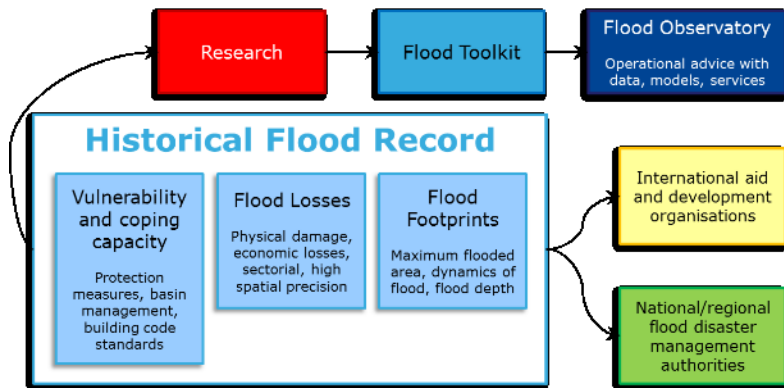 Research
Flood Toolkit
Flood Observatory
Operational advice with
data, models, services
Historical Flood Record
Vulnerability
and coping
capacity
Protection
measures, basin
management,
building code
standards
Flood Losses
Physical damage,
economic losses,
sectorial, high
spatial precision
Flood
Footprints
Maximum flooded
area, dynamics of
flood, flood depth
International aid
and development
organisations
National/regional
flood disaster
management
authorities